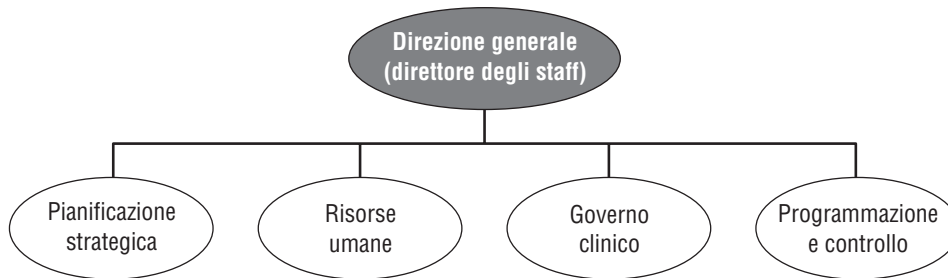 Direzione generale
(direttore degli staff)
Pianificazione
strategica
Risorse
umane
Governo
clinico
Programmazione
e controllo